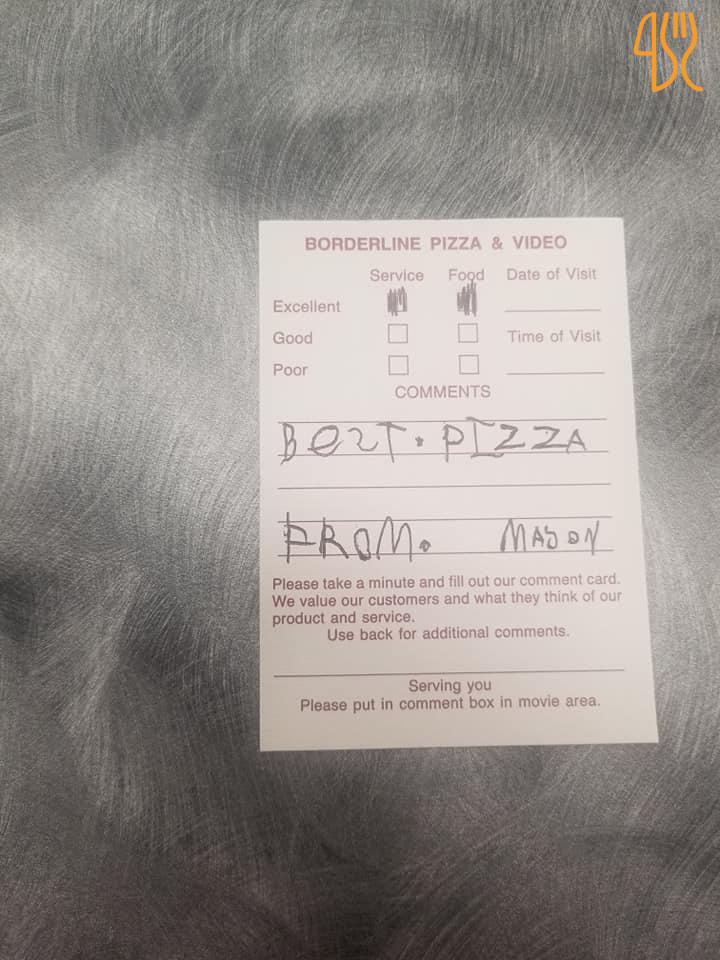 BORDERLINE PIZZA & VIDEO
Service Food Date of Visit
Excellent
Good Time of Visit
Poor
COMMENTS
BEST. PIZZA
FROM. MASON
Please take a minute and fill out our comment card.
We value our customers and what they think of our
product and service.
Use back for additional comments.
Serving you
Please put in comment box in movie area.